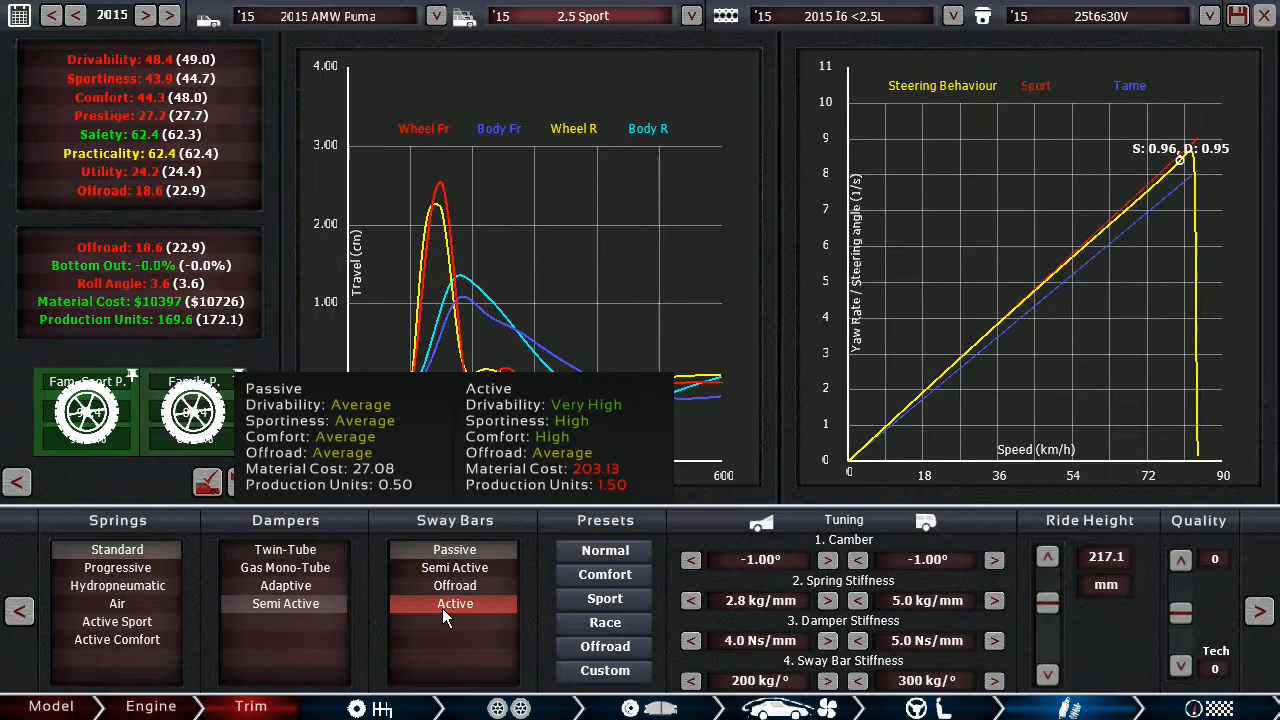 2015
'15 2015 AMW Puma
'15 2.5 Sport
'15 2015 I6 <2.5L
'15 25t6s30V
Drivability: 48.4 (49.0)
Sportiness: 43.9 (44.7)
Comfort: 44.3 (48.0)
Prestige: 27.2 (27.7)
Safety: 62.4 (62.3)
Practicality: 62.4 (62.4)
Utility: 24.2 (24.4)
Offroad: 18.6 (22.9)
Offroad: 18.6 (22.9)
Bottom Out: -0.0% (-0.0%)
Roll Angle: 3.6 (3.6)
Material Cost: $10397 ($10726)
Production Units: 169.6 (172.1)
Fam. Sport P.
Family P.
4.00
3.00
2.00
1.00
Travel (cm)
Wheel Fr Body Fr Wheel R Body R
600
11
10
9
8
7
6
5
4
3
2
1
0
Yaw Rate / Steering angle (1/s)
Steering Behaviour Sport Tame
S: 0.96, D: 0.95
Speed (km/h)
0 18 36 54 72 90
Passive
Drivability: Average
Sportiness: Average
Comfort: Average
Offroad: Average
Material Cost: 27.08
Production Units: 0.50
Active
Drivability: Very High
Sportiness: High
Comfort: High
Offroad: Average
Material Cost: 203.13
Production Units: 1.50
Springs
Standard
Progressive
Hydropneumatic
Air
Active Sport
Active Comfort
Dampers
Twin-Tube
Gas Mono-Tube
Adaptive
Semi Active
Sway Bars
Passive
Semi Active
Offroad
Active
Presets
Normal
Comfort
Sport
Race
Offroad
Custom
Tuning
1. Camber
-1.00° -1.00°
2. Spring Stiffness
2.8 kg/mm 5.0 kg/mm
3. Damper Stiffness
4.0 Ns/mm 5.0 Ns/mm
4. Sway Bar Stiffness
200 kg/° 300 kg/°
Ride Height
217.1
mm
Quality
0
Tech
0
Model Engine Trim